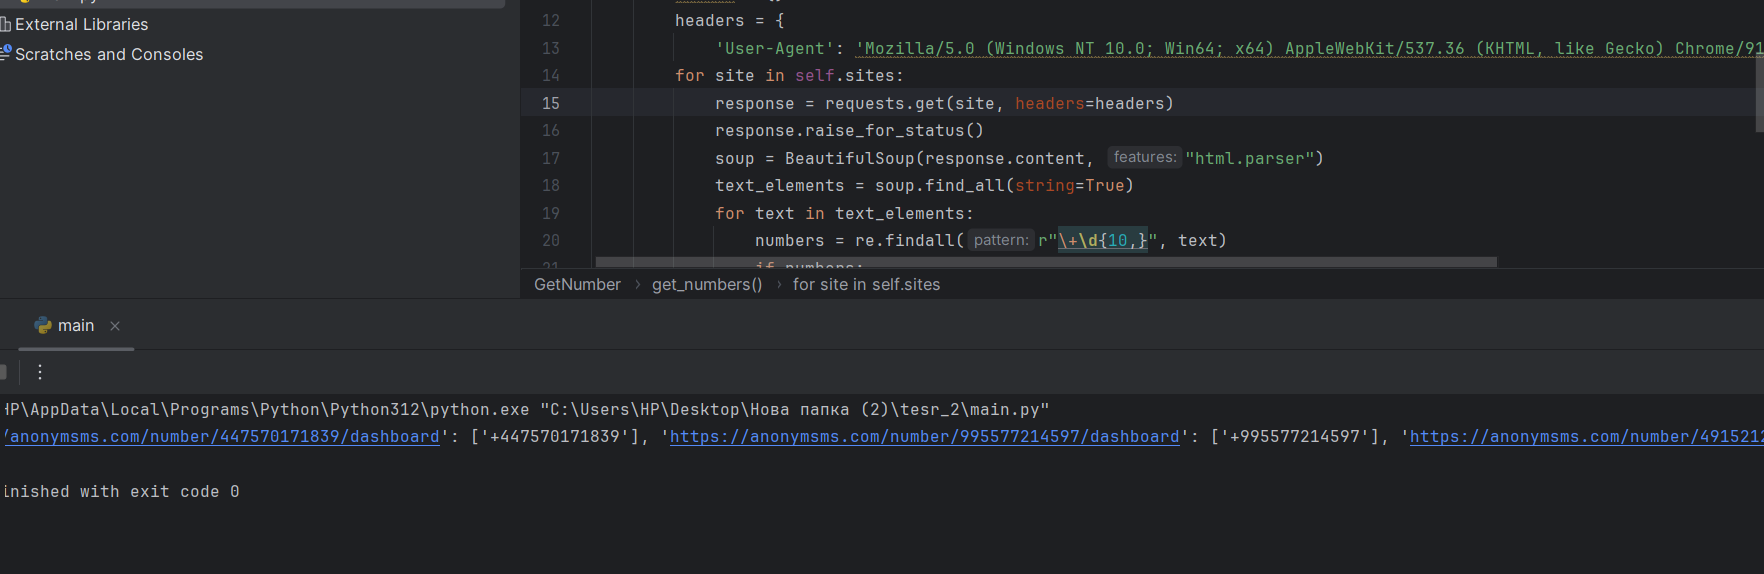 External Libraries
Scratches and Consoles
12 headers = {
13 'User-Agent': 'Mozilla/5.0 (Windows NT 10.0; Win64; x64) AppleWebKit/537.36 (KHTML, like Gecko) Chrome/91
14 for site in self.sites:
15 response = requests.get(site, headers=headers)
16 response.raise_for_status()
17 soup = BeautifulSoup(response.content, features: "html.parser")
18 text_elements = soup.find_all(string=True)
19 for text in text_elements:
20 numbers = re.findall( pattern: r"\+\d{10,}", text)
21 if numbers:
GetNumber › get_numbers() › for site in self.sites
main ×
HP\AppData\Local\Programs\Python\Python312\python.exe "C:\Users\HP\Desktop\Нова папка (2)\tesr_2\main.py"
/anonymsms.com/number/447570171839/dashboard': ['+447570171839'], 'https://anonymsms.com/number/995577214597/dashboard': ['+995577214597'], 'https://anonymsms.com/number/4915212
inished with exit code 0